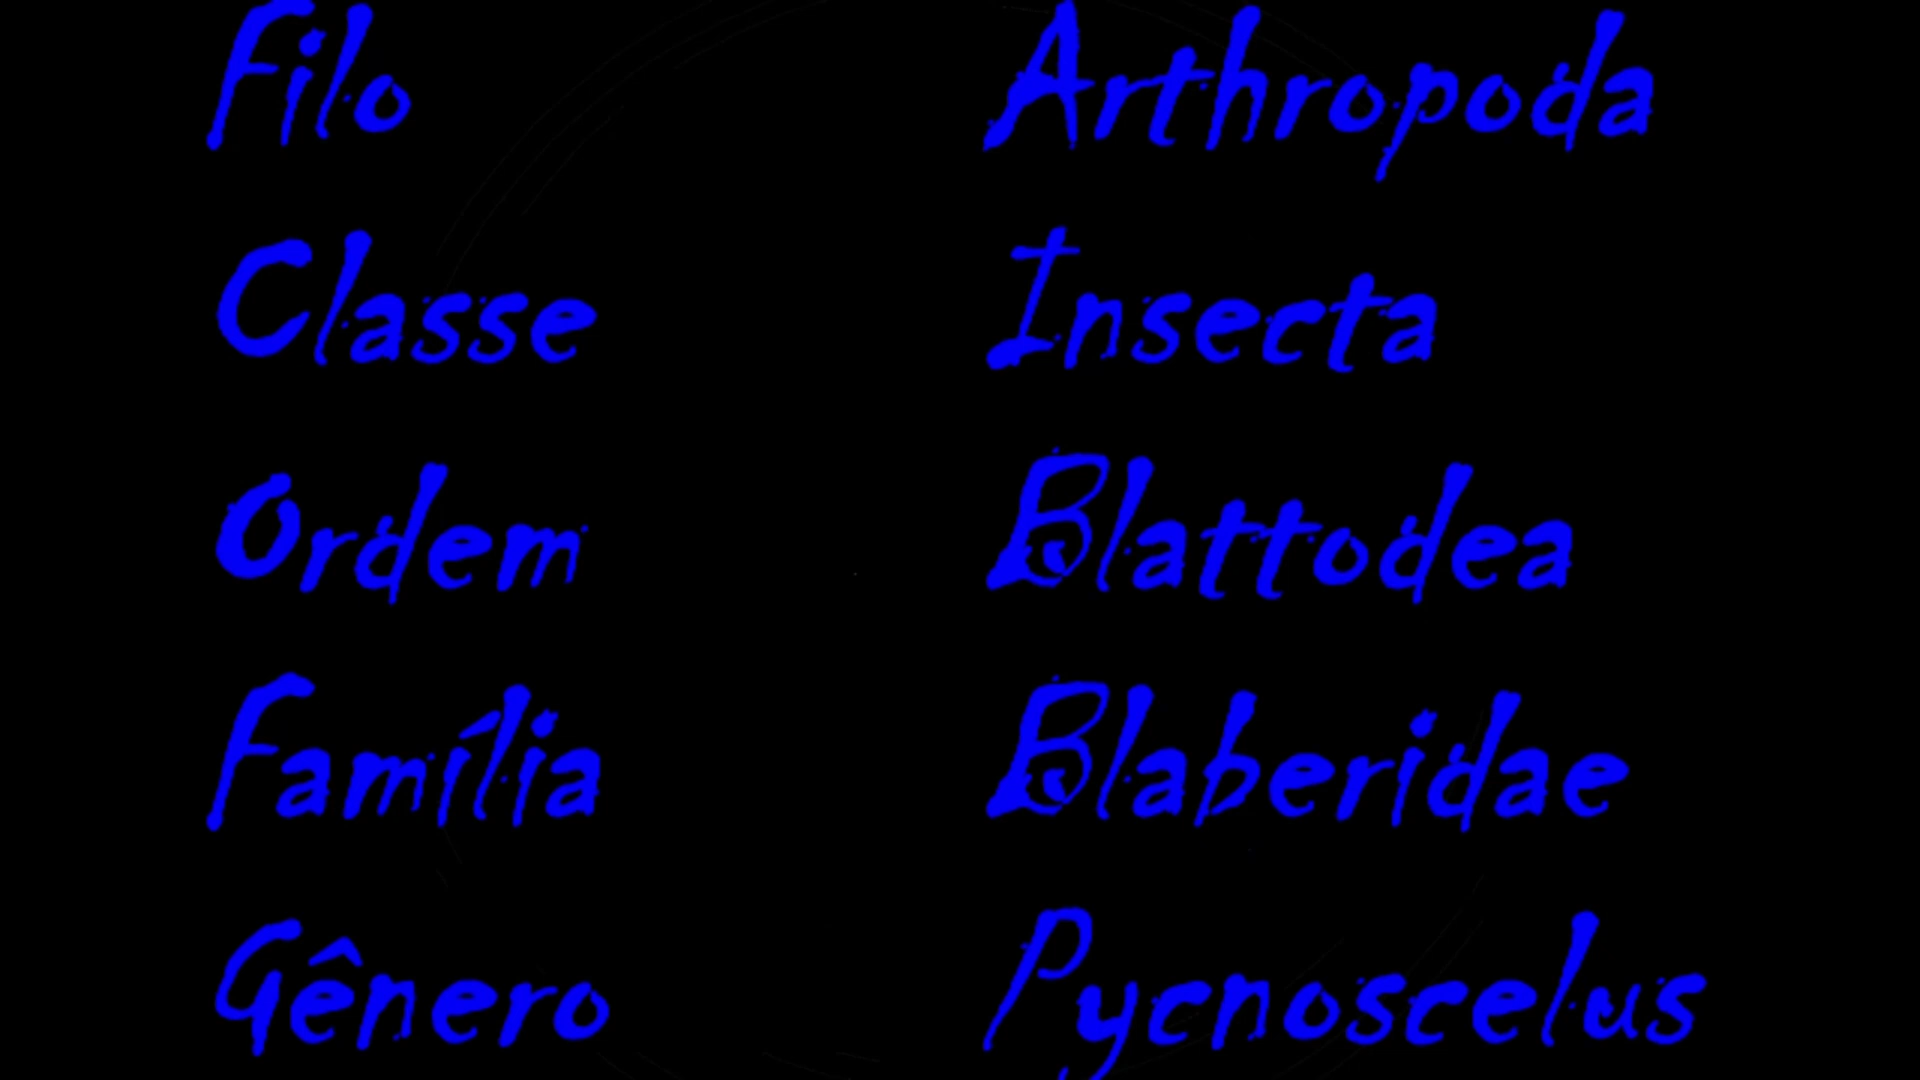 Filo Arthropoda
Classe Insecta
Ordem Blattodea
Família Blaberidae
Gênero Pycnoscelus